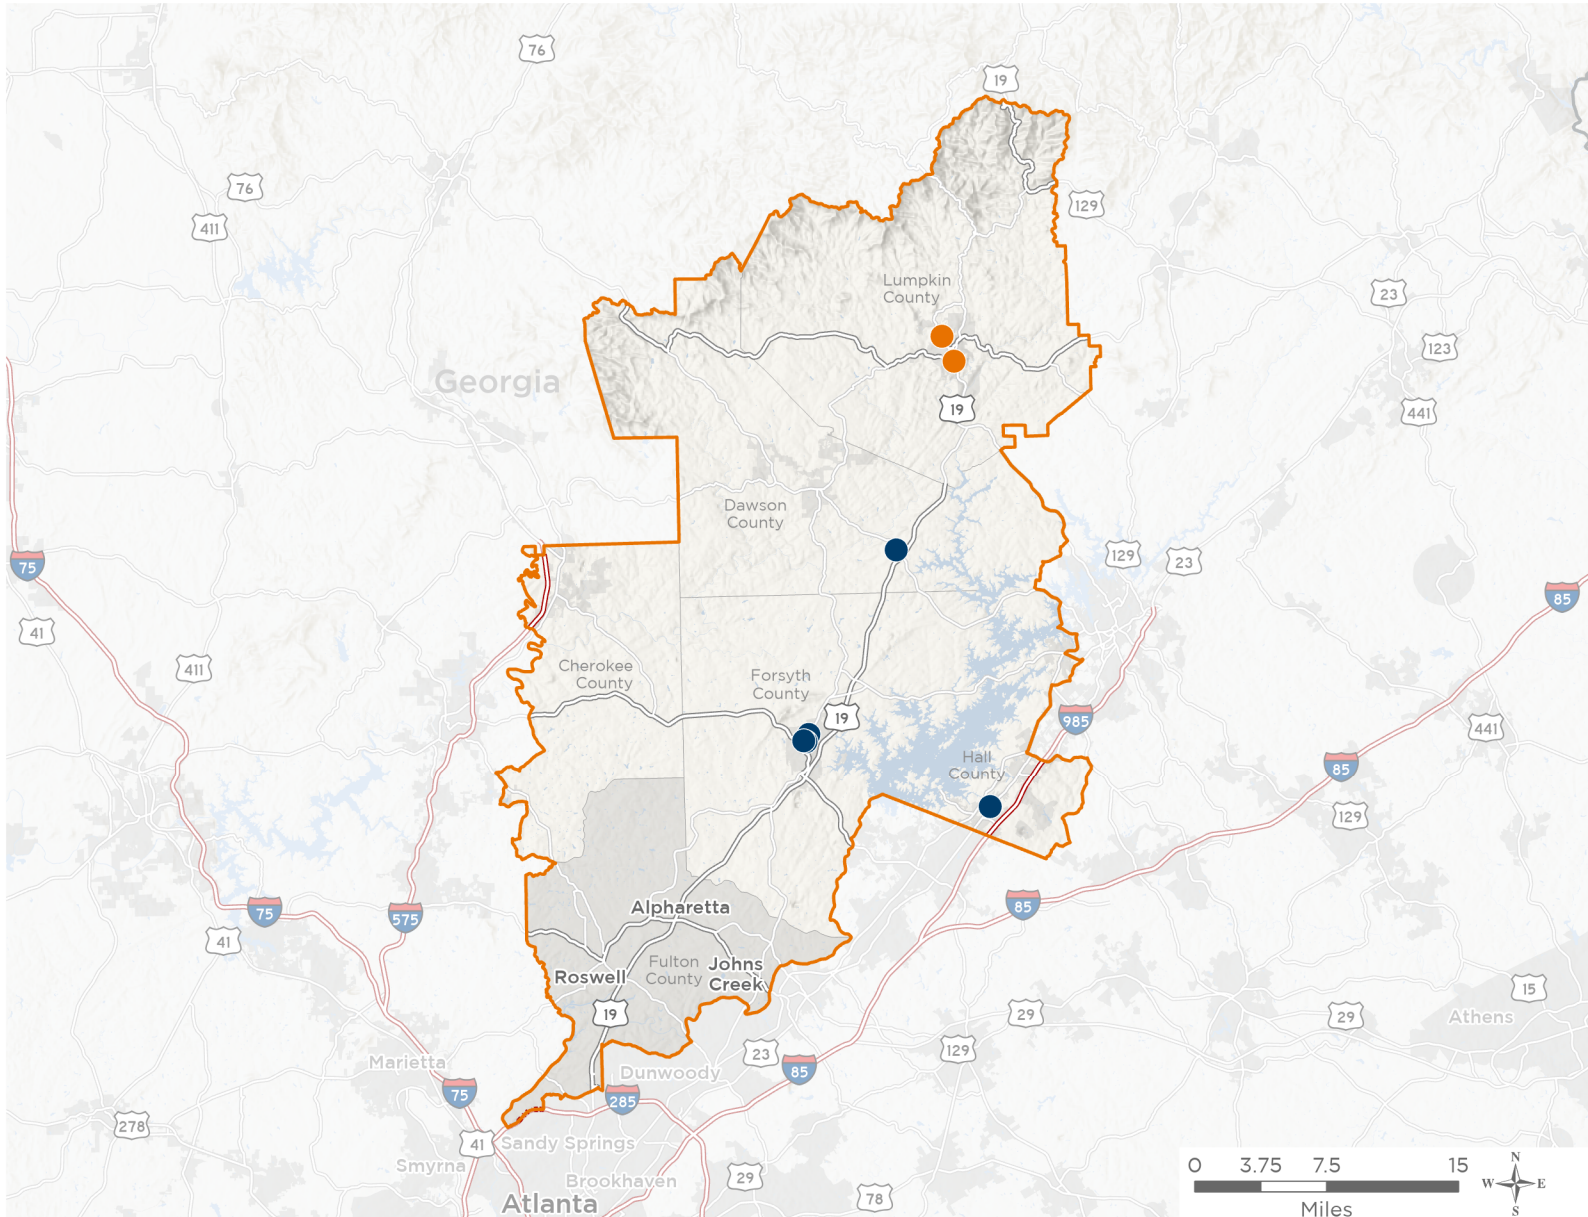 76
19
76
129
411
Lumpkin
County
23
123
Georgia
19
441
Dawson
County
129
23
75
85
41
411
Cherokee
County
Forsyth
County
19
985
441
Hall
County
85
129
Alpharetta
85
75
575
41
Fulton
County
Johns
Creek
Roswell
15
19
29
29
Athens
129
23
Marietta
85
Dunwoody
75
285
278
41
Sandy Springs
Smyrna
29
Brookhaven
78
Atlanta
0 3.75 7.5 15
Miles
N
W E
S